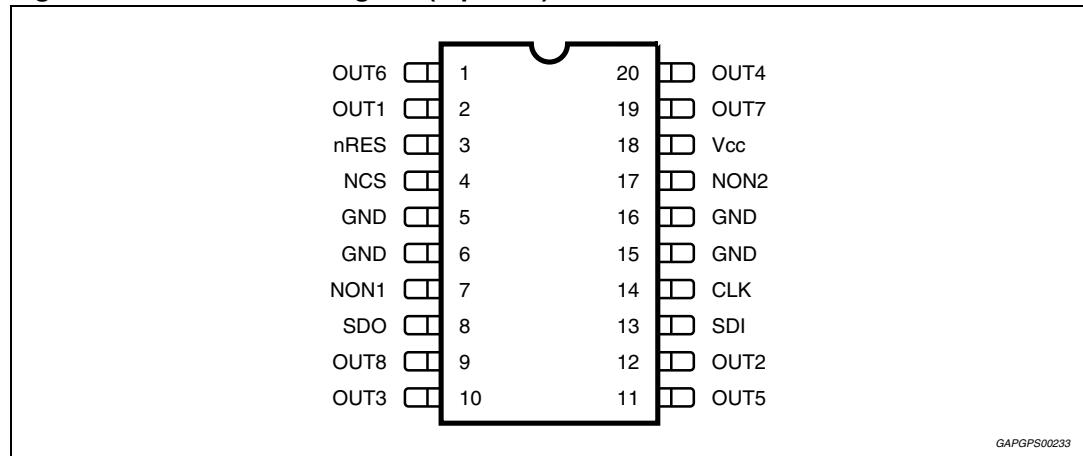 OUT6 1 20 OUT4
OUT1 2 19 OUT7
nRES 3 18 Vcc
NCS 4 17 NON2
GND 5 16 GND
GND 6 15 GND
NON1 7 14 CLK
SDO 8 13 SDI
OUT8 9 12 OUT2
OUT3 10 11 OUT5
GAPGPS00233